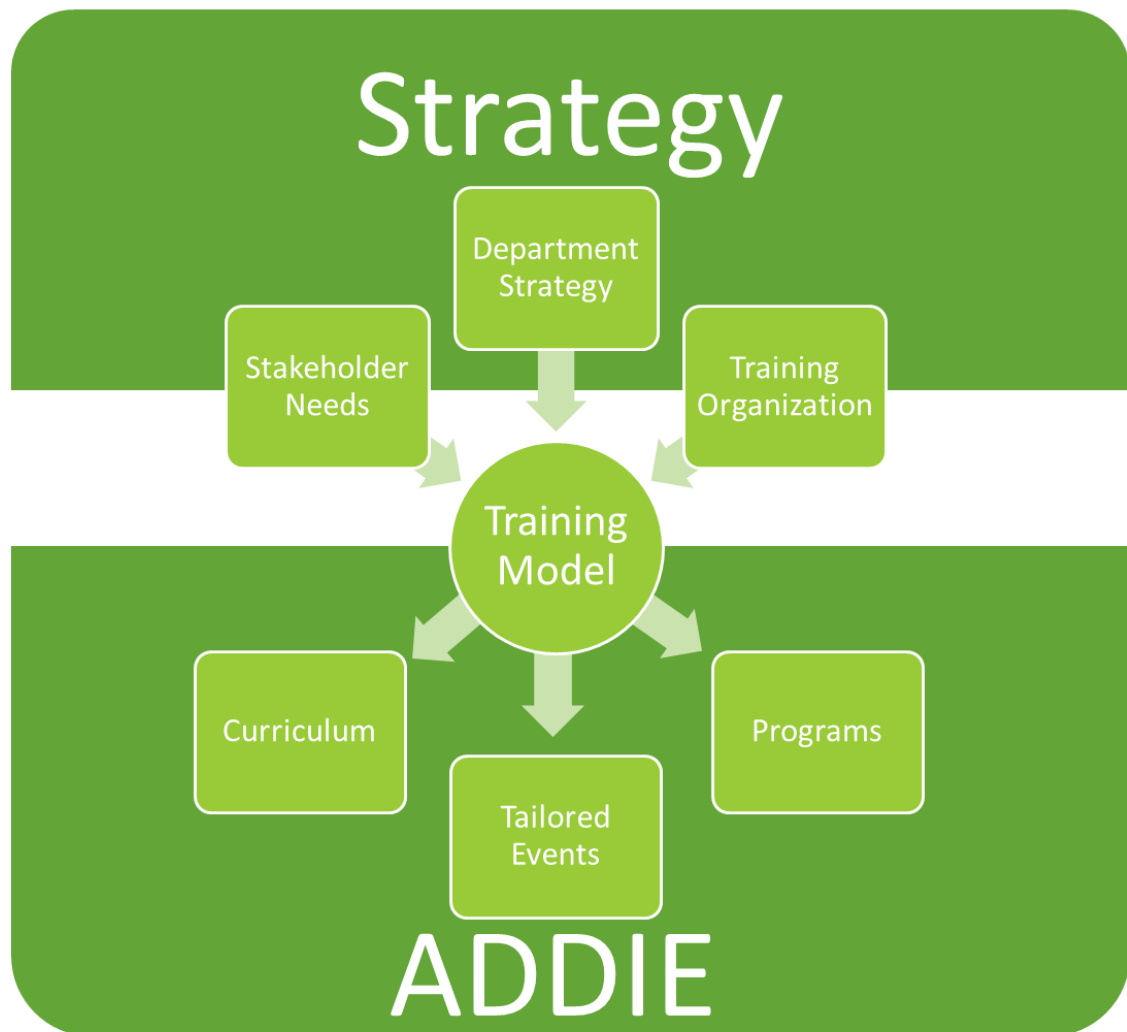 Strategy
Department
Strategy
Stakeholder
Needs
Training
Organization
Training
Model
Curriculum
Programs
Tailored
Events
ADDIE